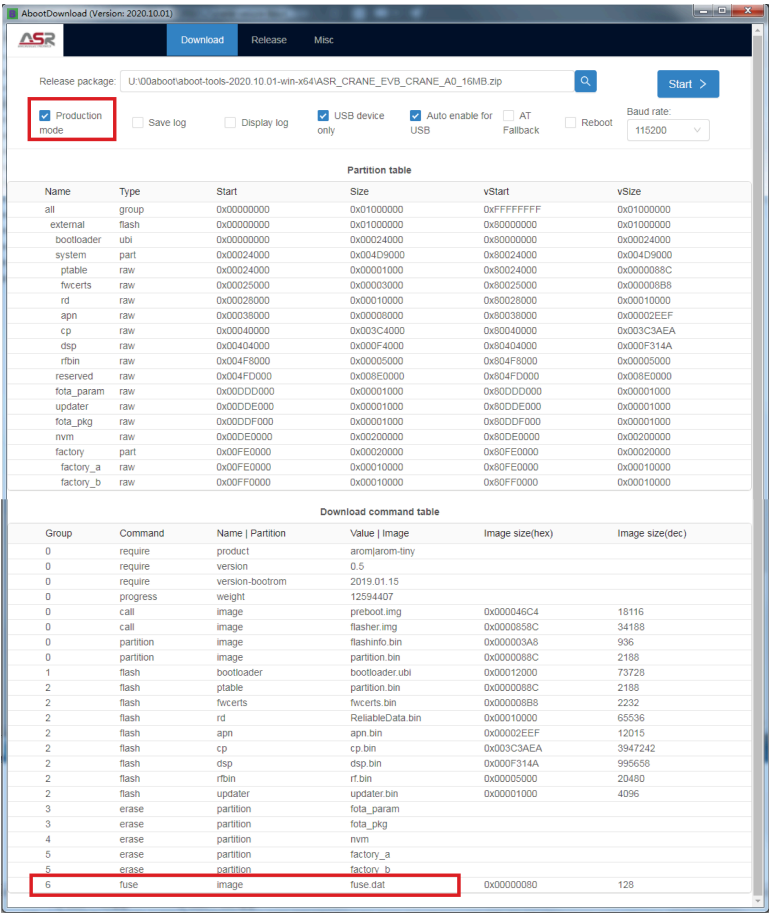 AbootDownload (Version: 2020.10.01)
ASR Download Release Misc
Release package: U:\00aboot\aboot-tools-2020.10.01-win-x64\ASR_CRANE_EVB_CRANE_A0_16MB.zip Start >
Production mode Save log Display log USB device only Auto enable for USB AT Fallback Reboot Baud rate: 115200
Partition table
Name Type Start Size vStart vSize
all group 0x00000000 0x01000000 0xFFFFFFFF 0x01000000
external flash 0x00000000 0x01000000 0x80000000 0x01000000
bootloader ubi 0x00000000 0x00024000 0x80000000 0x00024000
system part 0x00024000 0x004D9000 0x80024000 0x004D9000
ptable raw 0x00024000 0x00001000 0x80024000 0x0000088C
fwcerts raw 0x00025000 0x00003000 0x80025000 0x000008B8
rd raw 0x00028000 0x00010000 0x80028000 0x00010000
apn raw 0x00038000 0x00008000 0x80038000 0x00002EEF
cp raw 0x00040000 0x003C4000 0x80040000 0x003C3AEA
dsp raw 0x00404000 0x000F4000 0x80404000 0x000F314A
rfbin raw 0x004F8000 0x00005000 0x804F8000 0x00005000
reserved raw 0x004FD000 0x008E0000 0x804FD000 0x008E0000
fota_param raw 0x00DDD000 0x00001000 0x80DDD000 0x00001000
updater raw 0x00DDE000 0x00001000 0x80DDE000 0x00001000
fota_pkg raw 0x00DDF000 0x00001000 0x80DDF000 0x00001000
nvm raw 0x00DE0000 0x00200000 0x80DE0000 0x00200000
factory part 0x00FE0000 0x00020000 0x80FE0000 0x00020000
factory_a raw 0x00FE0000 0x00010000 0x80FE0000 0x00010000
factory_b raw 0x00FF0000 0x00010000 0x80FF0000 0x00010000
Download command table
Group Command Name | Partition Value | Image Image size(hex) Image size(dec)
0 require product arom|arom-tiny
0 require version 0.5
0 require version-bootrom 2019.01.15
0 progress weight 12594407
0 call image preboot.img 0x000046C4 18116
0 call image flasher.img 0x0000858C 34188
0 partition image flashinfo.bin 0x000003A8 936
0 partition image partition.bin 0x0000088C 2188
1 flash bootloader bootloader.ubi 0x00012000 73728
2 flash ptable partition.bin 0x0000088C 2188
2 flash fwcerts fwcerts.bin 0x000008B8 2232
2 flash rd ReliableData.bin 0x00010000 65536
2 flash apn apn.bin 0x00002EEF 12015
2 flash cp cp.bin 0x003C3AEA 3947242
2 flash dsp dsp.bin 0x000F314A 995658
2 flash rfbin rf.bin 0x00005000 20480
2 flash updater updater.bin 0x00001000 4096
3 erase partition fota_param
3 erase partition fota_pkg
4 erase partition nvm
5 erase partition factory_a
5 erase partition factory_b
6 fuse image fuse.dat 0x00000080 128